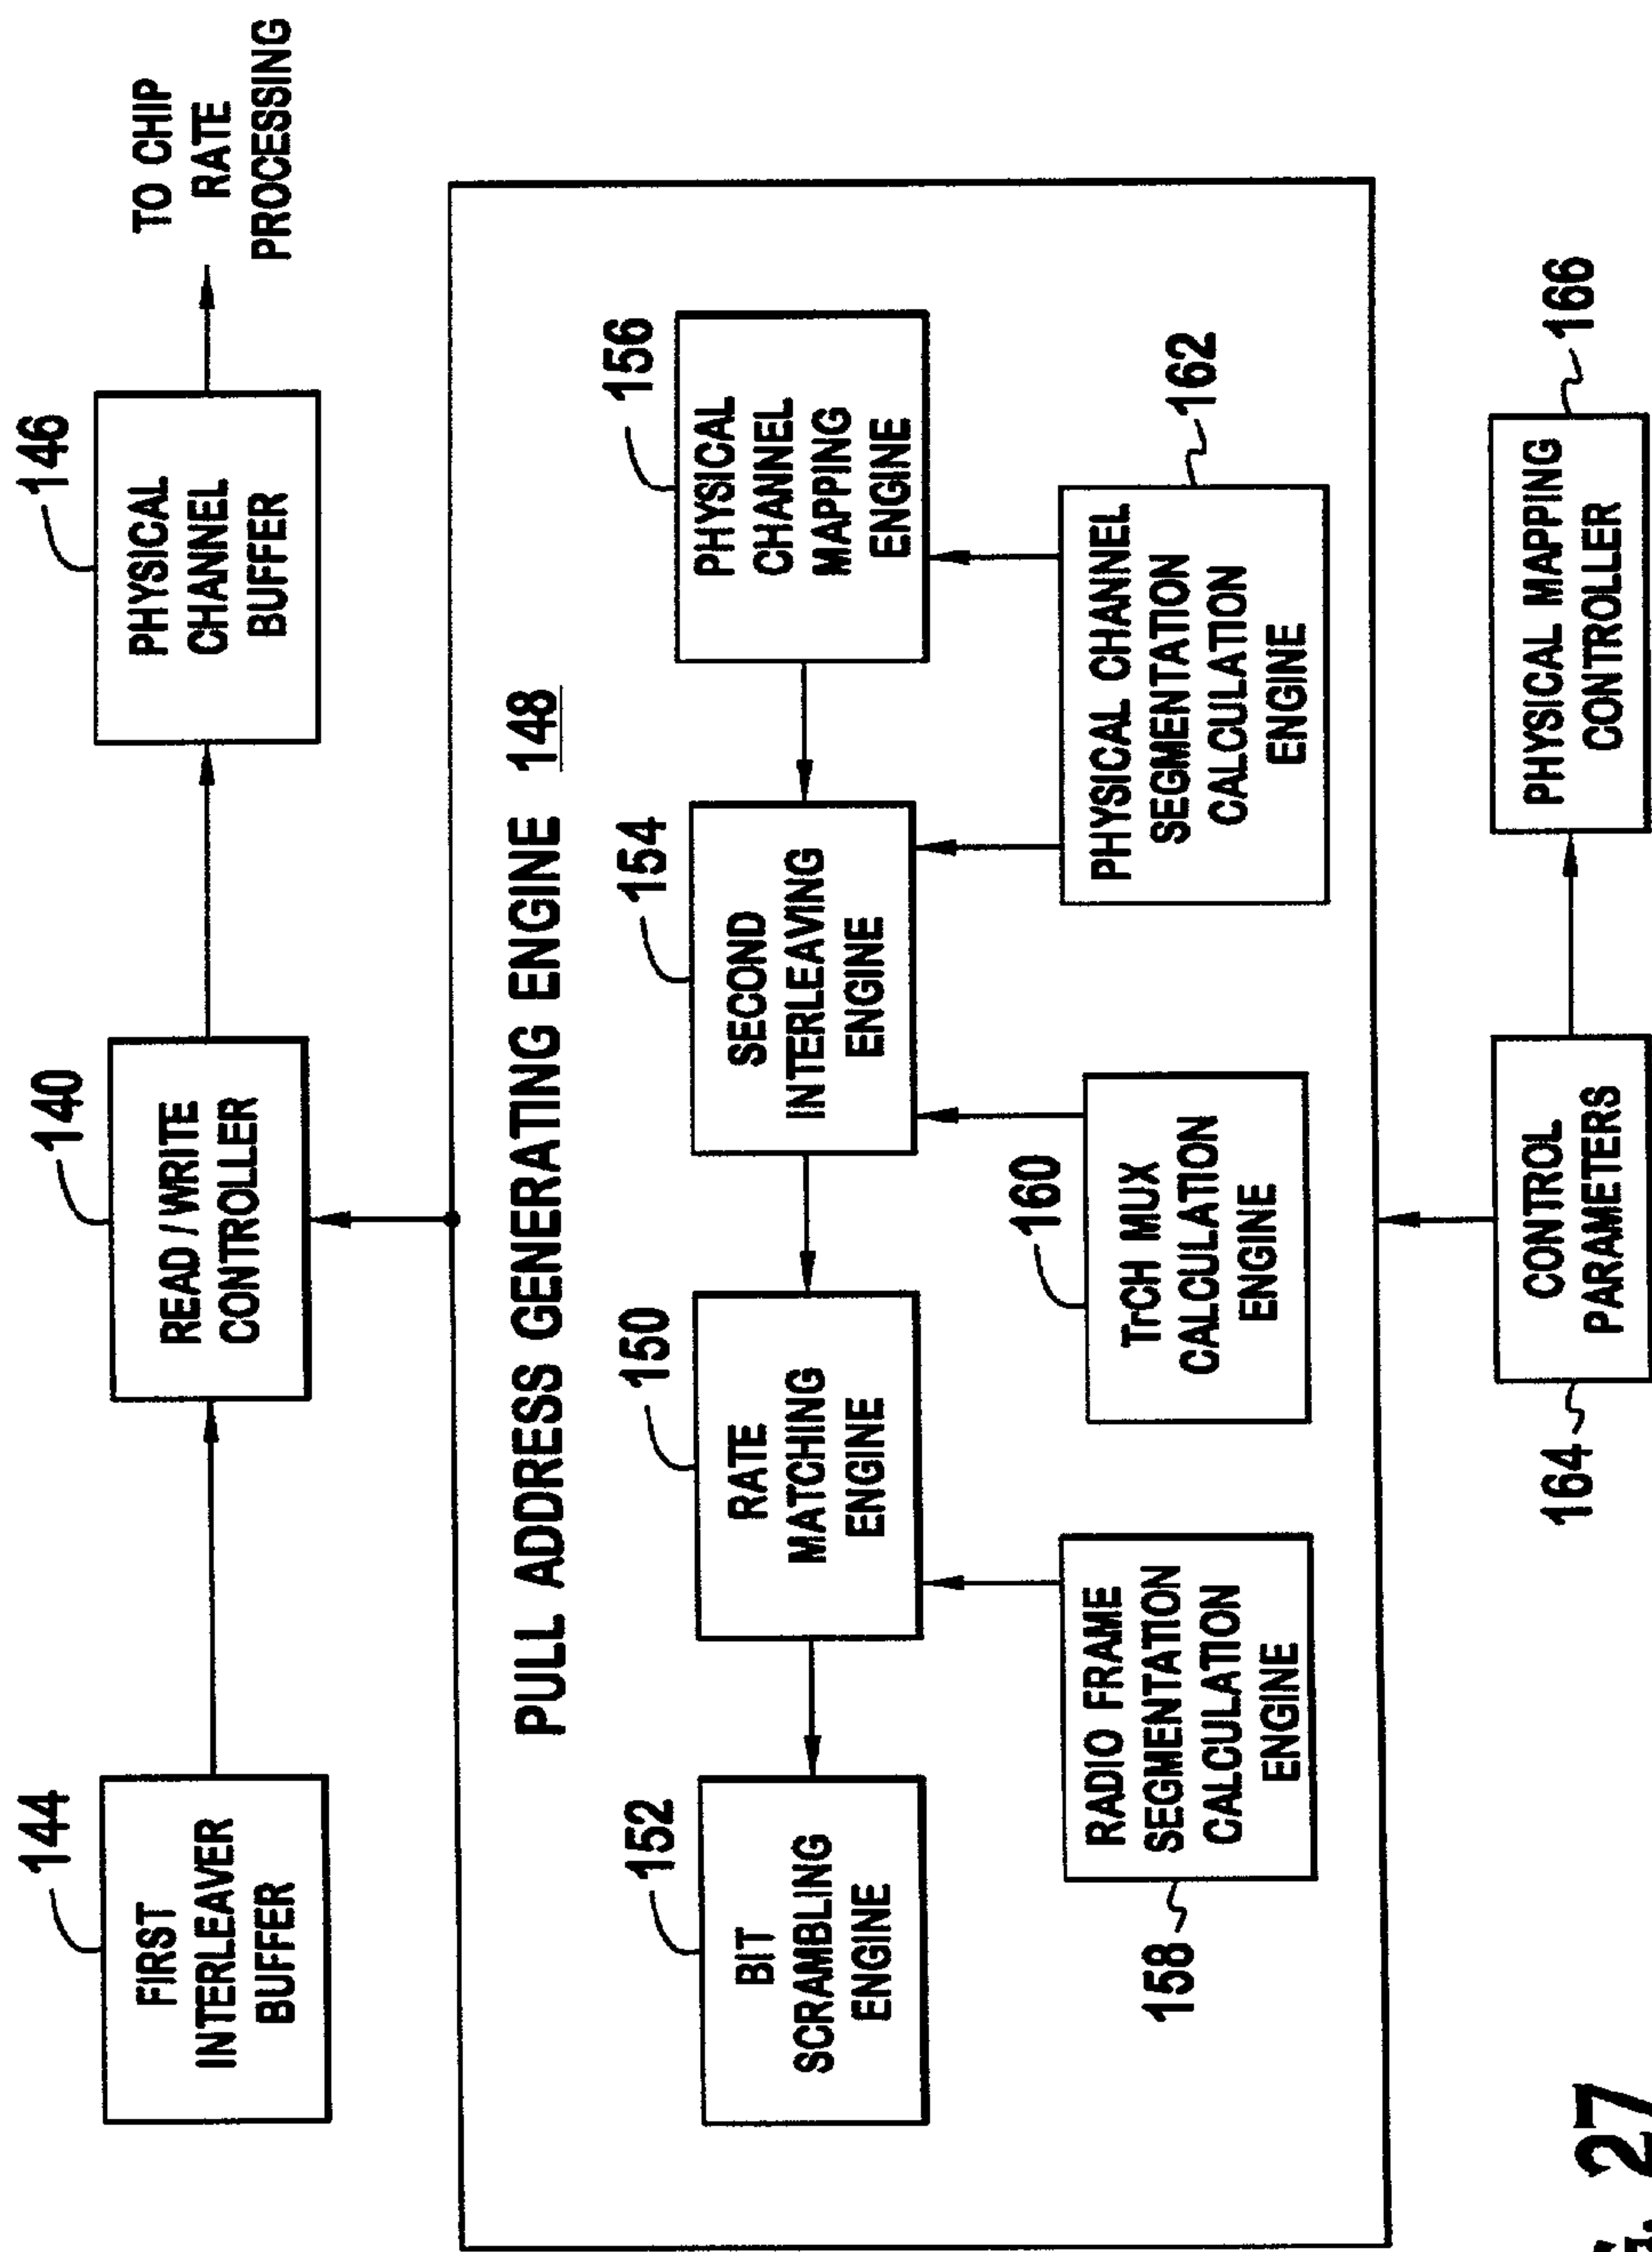 144
FIRST
INTERLEAVER
BUFFER
140
READ / WRITE
CONTROLLER
146
PHYSICAL
CHANNEL
BUFFER
TO CHIP
RATE
PROCESSING
PULL ADDRESS GENERATING ENGINE 148
152
BIT
SCRAMBLING
ENGINE
150
RATE
MATCHING
ENGINE
154
SECOND
INTERLEAVING
ENGINE
156
PHYSICAL
CHANNEL
MAPPING
ENGINE
158
RADIO FRAME
SEGMENTATION
CALCULATION
ENGINE
160
TrCH MUX
CALCULATION
ENGINE
PHYSICAL CHANNEL
SEGMENTATION
CALCULATION
ENGINE
162
164
CONTROL
PARAMETERS
PHYSICAL MAPPING
CONTROLLER
166
27